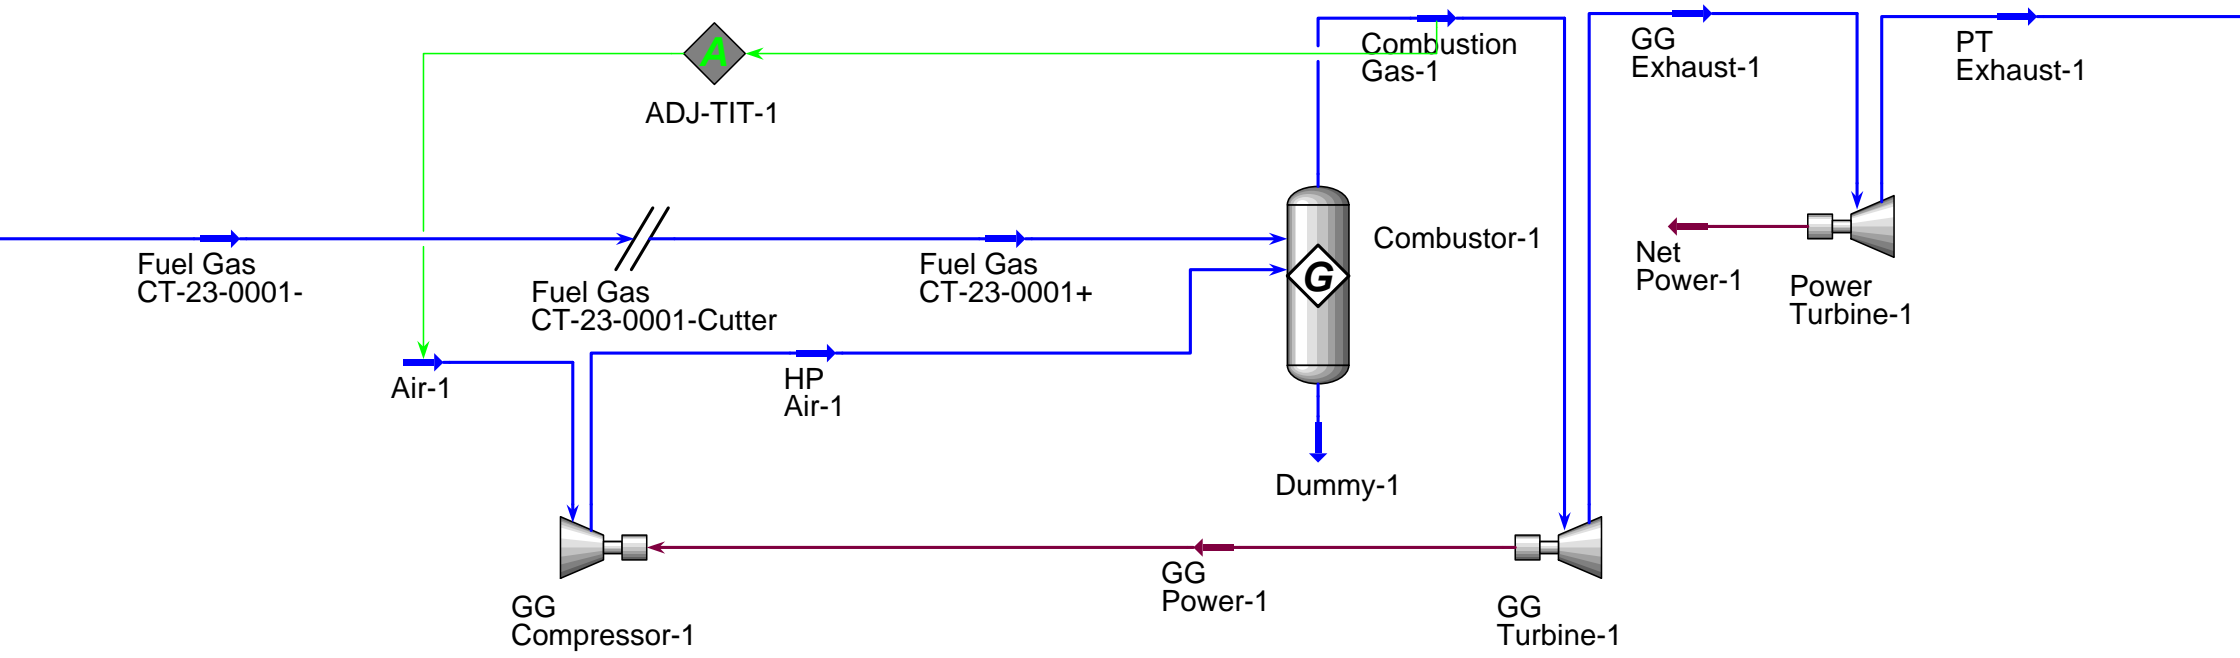 Combustion
Gas-1
GG
Exhaust-1
PT
Exhaust-1
A
ADJ-TIT-1
Fuel Gas
CT-23-0001-
Fuel Gas
CT-23-0001-Cutter
Fuel Gas
CT-23-0001+
Combustor-1
G
Net
Power-1
Power
Turbine-1
Air-1
HP
Air-1
Dummy-1
GG
Compressor-1
GG
Power-1
GG
Turbine-1